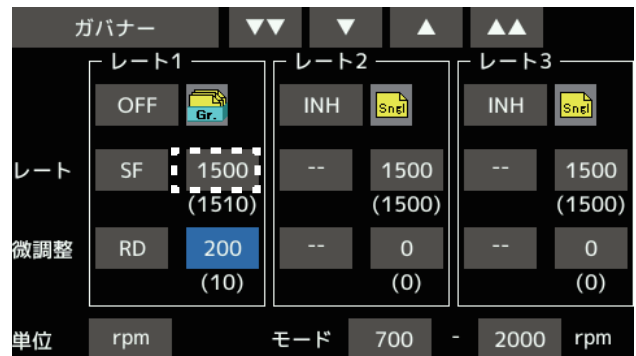 ガバナー ▼▼ ▼ ▲ ▲▲
レート1 レート2 レート3
OFF Gr. INH Sngl INH Sngl
レート SF 1500 -- 1500 -- 1500
(1510) (1500) (1500)
微調整 RD 200 -- 0 -- 0
(10) (0) (0)
単位 rpm モード 700 - 2000 rpm